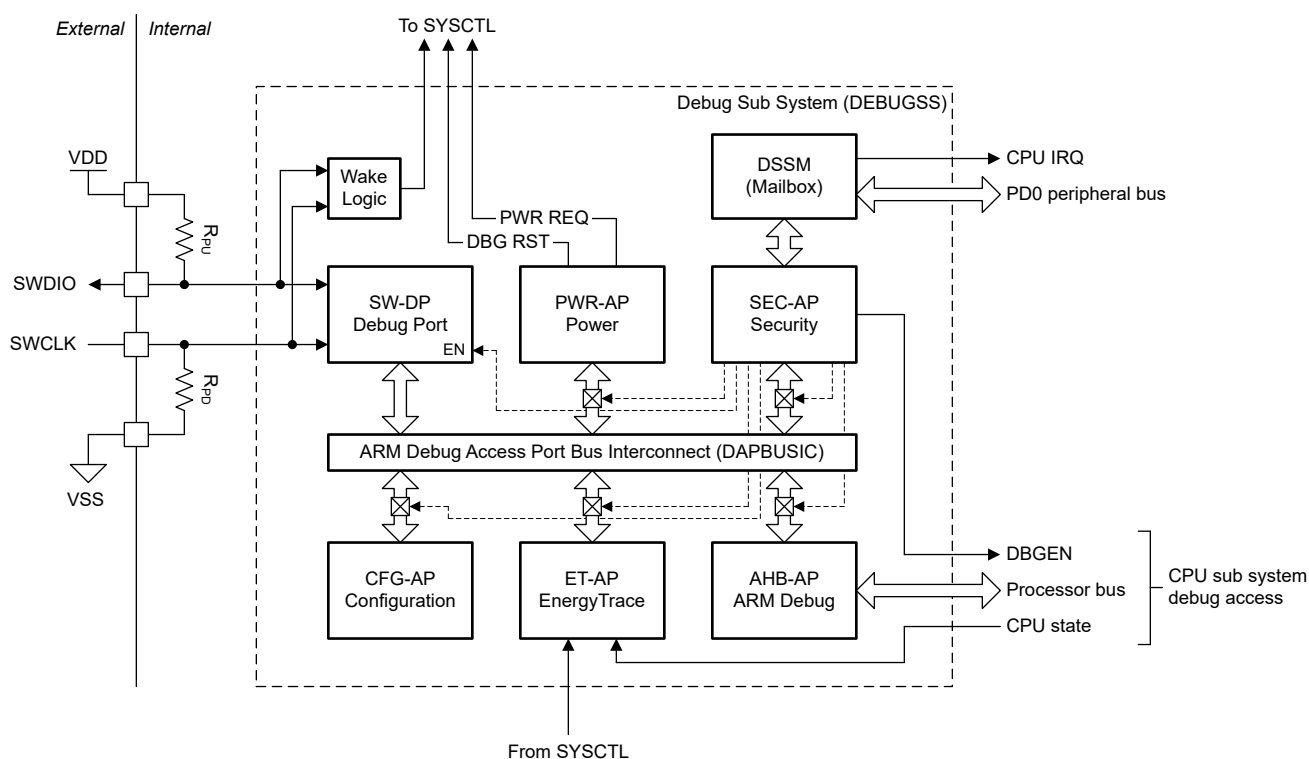 External
Internal
To SYSCTL
Debug Sub System (DEBUGSS)
VDD
Wake
Logic
DSSM
(Mailbox)
CPU IRQ
PD0 peripheral bus
RPU
PWR REQ
DBG RST
SWDIO
SW-DP
Debug Port
EN
PWR-AP
Power
SEC-AP
Security
SWCLK
RPD
ARM Debug Access Port Bus Interconnect (DAPBUSIC)
VSS
CFG-AP
Configuration
ET-AP
EnergyTrace
AHB-AP
ARM Debug
DBGEN
Processor bus
CPU state
CPU sub system
debug access
From SYSCTL